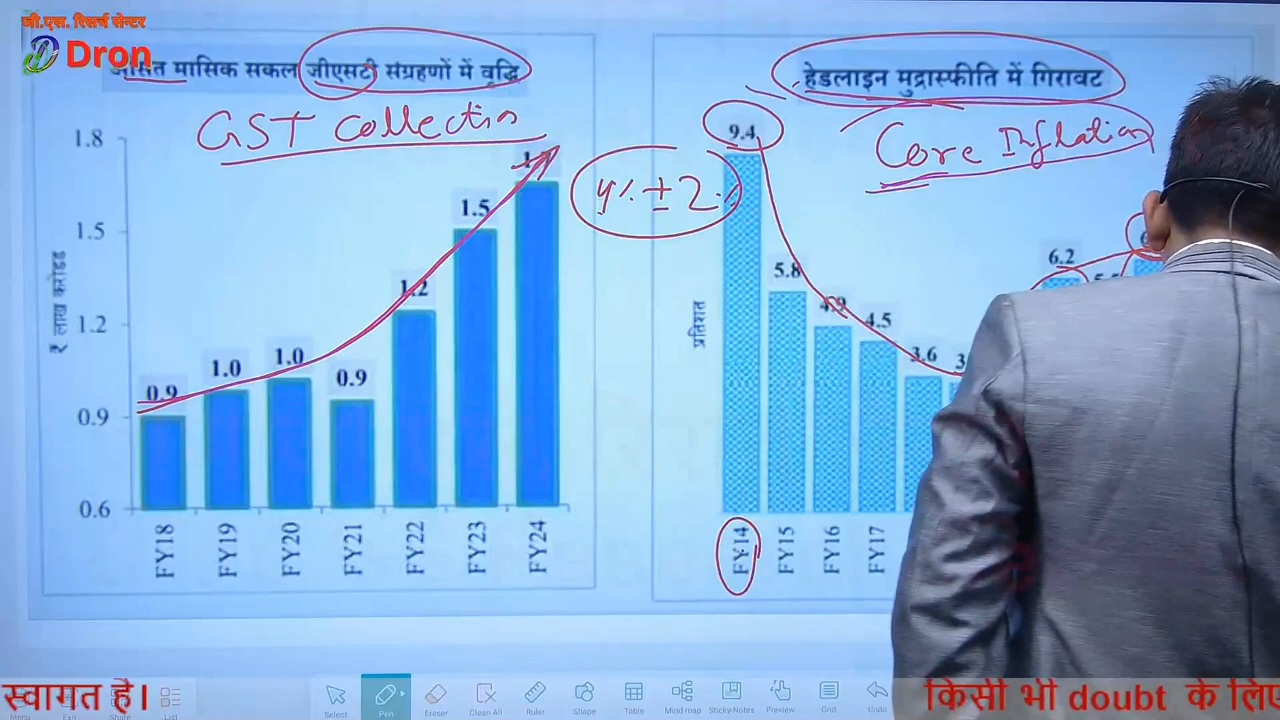 जी.एस. रिसर्च सेन्टर
Dron
औसत मासिक सकल जीएसटी संग्रहणों में वृद्धि
GST Collection
1.8
1.5
1.2
0.9
0.6
₹ लाख करोड़
0.9
1.0
1.0
0.9
1.2
1.5
FY18
FY19
FY20
FY21
FY22
FY23
FY24
4% ± 2%
हेडलाइन मुद्रास्फीति में गिरावट
Core Inflation
प्रतिशत
9.4
5.8
4.9
4.5
3.6
6.2
FY14
FY15
FY16
FY17
Menu
Exit
Share
List
Select
Pen
Eraser
Clean All
Ruler
Shape
Table
Mind map
Sticky Notes
Preview
Grid
Undo
स्वागत है।
किसी भी doubt के लिए